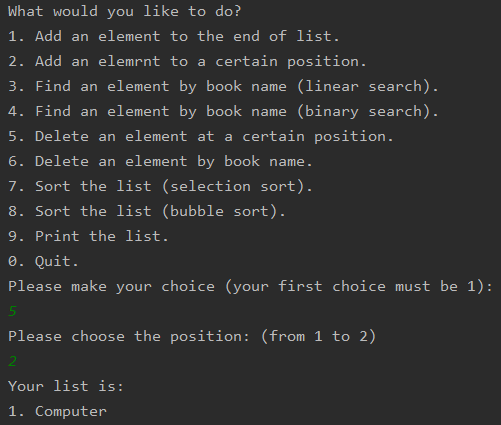 What would you like to do?
1. Add an element to the end of list.
2. Add an elemrnt to a certain position.
3. Find an element by book name (linear search).
4. Find an element by book name (binary search).
5. Delete an element at a certain position.
6. Delete an element by book name.
7. Sort the list (selection sort).
8. Sort the list (bubble sort).
9. Print the list.
0. Quit.
Please make your choice (your first choice must be 1):
5
Please choose the position: (from 1 to 2)
2
Your list is:
1. Computer